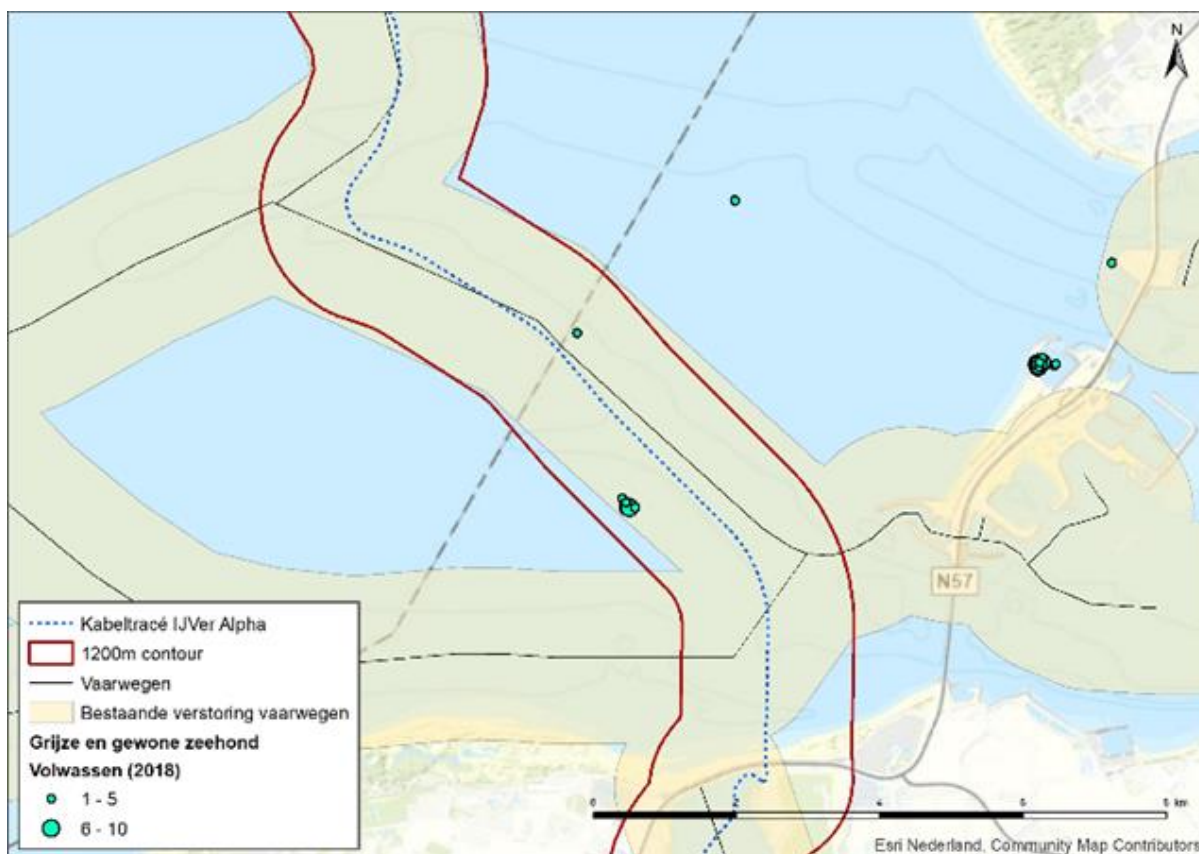 N
N57
Kabeltracé IJVer Alpha
1200m contour
Vaarwegen
Bestaande verstoring vaarwegen
Grijze en gewone zeehond
Volwassen (2018)
1 - 5
6 - 10
0 2 4 6 8 km
Esri Nederland, Community Map Contributors